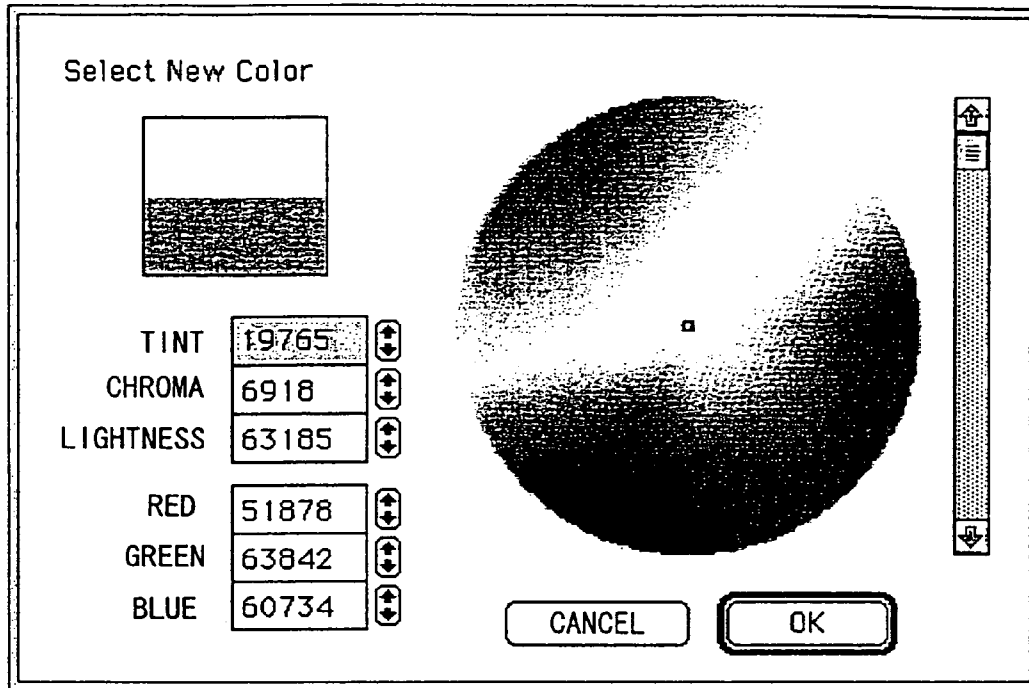 Select New Color
TINT 19765
CHROMA 6918
LIGHTNESS 63185
RED 51878
GREEN 63842
BLUE 60734
CANCEL OK